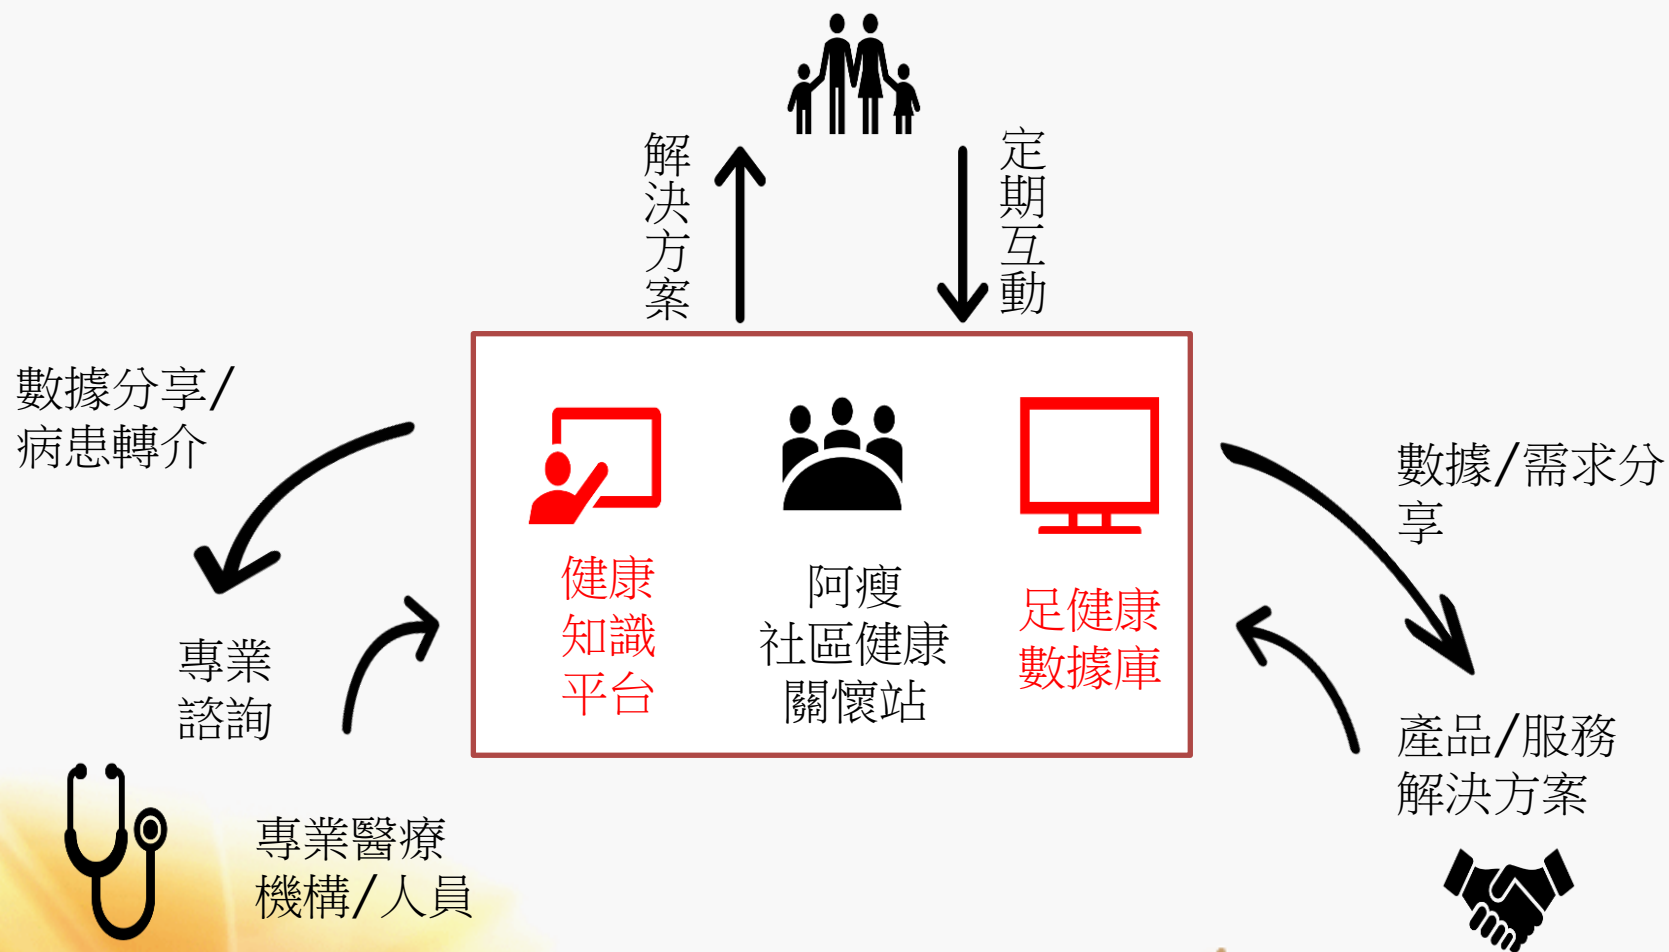 解決方案
定期互動
數據分享/
病患轉介
數據/需求分
享
健康
知識
平台
阿瘦
社區健康
關懷站
足健康
數據庫
專業
諮詢
產品/服務
解決方案
專業醫療
機構/人員